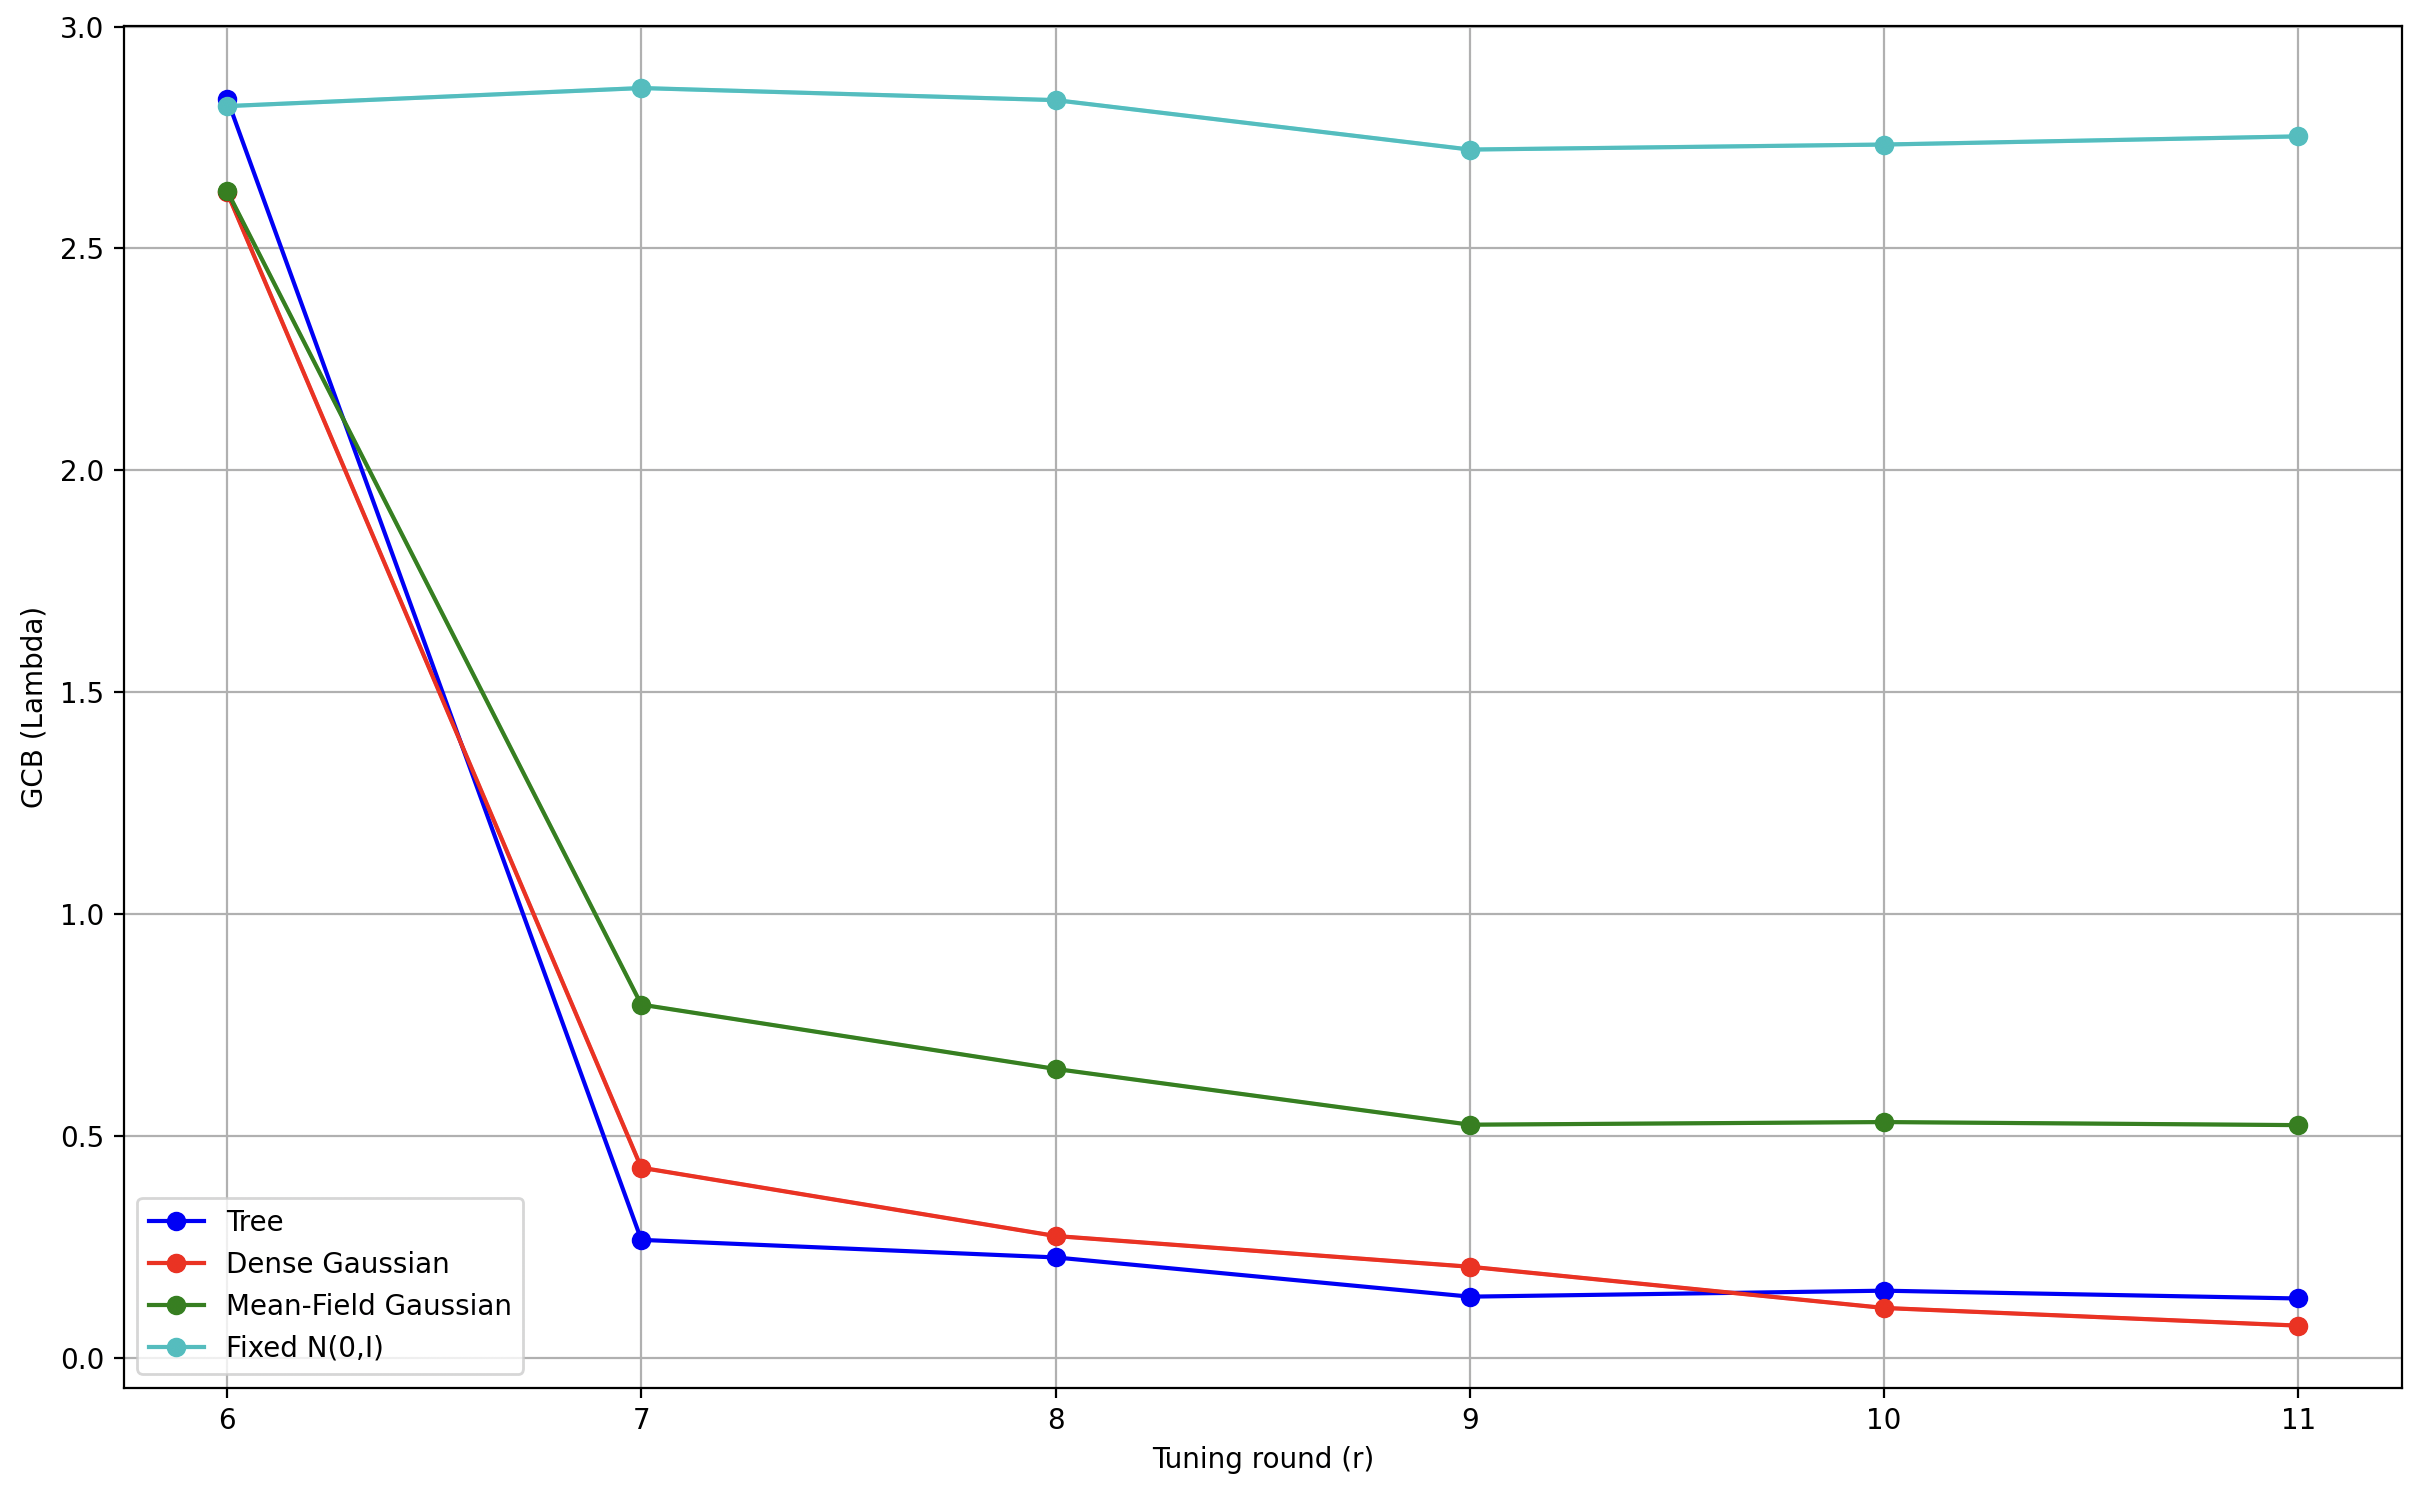 3.0
2.5
2.0
1.5
1.0
0.5
0.0
GCB (Lambda)
Tree
Dense Gaussian
Mean-Field Gaussian
Fixed N(0,I)
6 7 8 9 10 11
Tuning round (r)